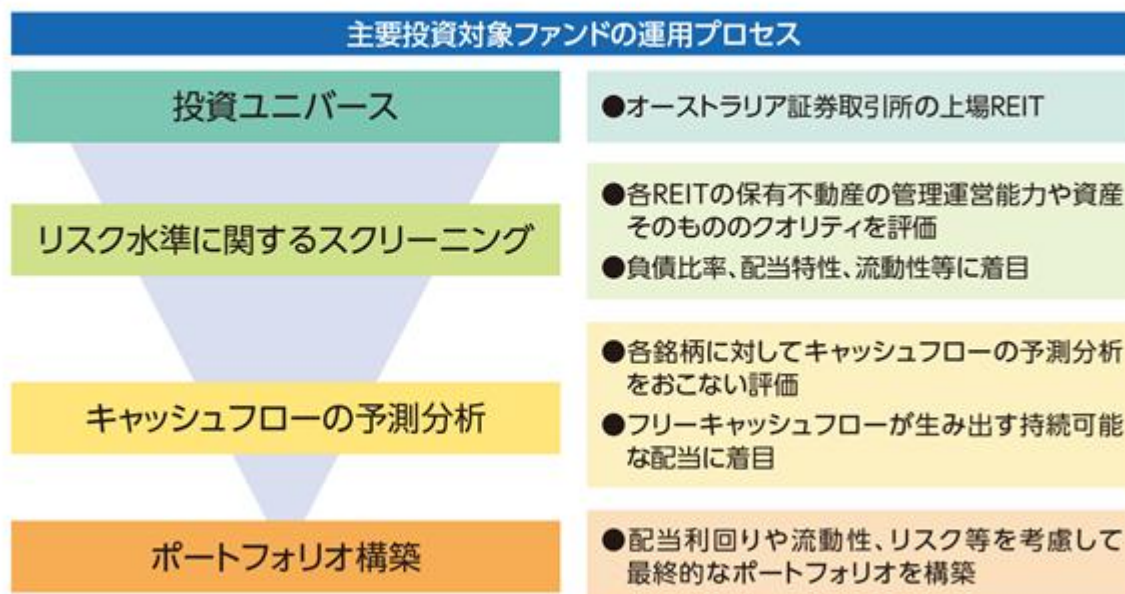 主要投資対象ファンドの運用プロセス
投資ユニバース
●オーストラリア証券取引所の上場REIT
リスク水準に関するスクリーニング
●各REITの保有不動産の管理運営能力や資産
そのもののクオリティを評価
●負債比率、配当特性、流動性等に着目
キャッシュフローの予測分析
●各銘柄に対してキャッシュフローの予測分析
をおこない評価
●フリーキャッシュフローが生み出す持続可能
な配当に着目
ポートフォリオ構築
●配当利回りや流動性、リスク等を考慮して
最終的なポートフォリオを構築